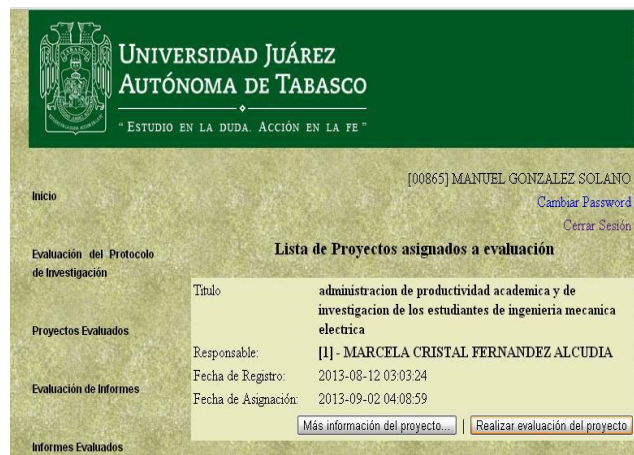 UNIVERSIDAD JUÁREZ
AUTÓNOMA DE TABASCO
“ ESTUDIO EN LA DUDA. ACCIÓN EN LA FE ”
[00865] MANUEL GONZALEZ SOLANO
Cambiar Password
Cerrar Sesión
Inicio
Evaluación del Protocolo
de Investigación
Proyectos Evaluados
Evaluación de Informes
Informes Evaluados
Lista de Proyectos asignados a evaluación
Titulo administracion de productividad academica y de
investigacion de los estudiantes de ingenieria mecanica
electrica
Responsable: [1] - MARCELA CRISTAL FERNANDEZ ALCUDIA
Fecha de Registro: 2013-08-12 03:03:24
Fecha de Asignación: 2013-09-02 04:08:59
Más información del proyecto... Realizar evaluación del proyecto